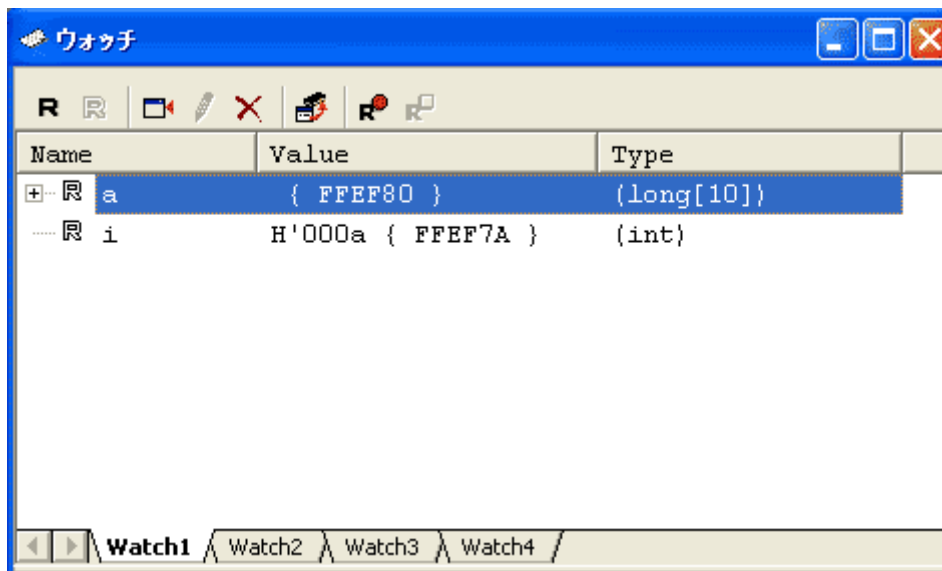 ウォッチ
R R R R
Name Value Type
+ R a { FFEF80 } (long[10])
R i H'000a { FFEF7A } (int)
Watch1 Watch2 Watch3 Watch4